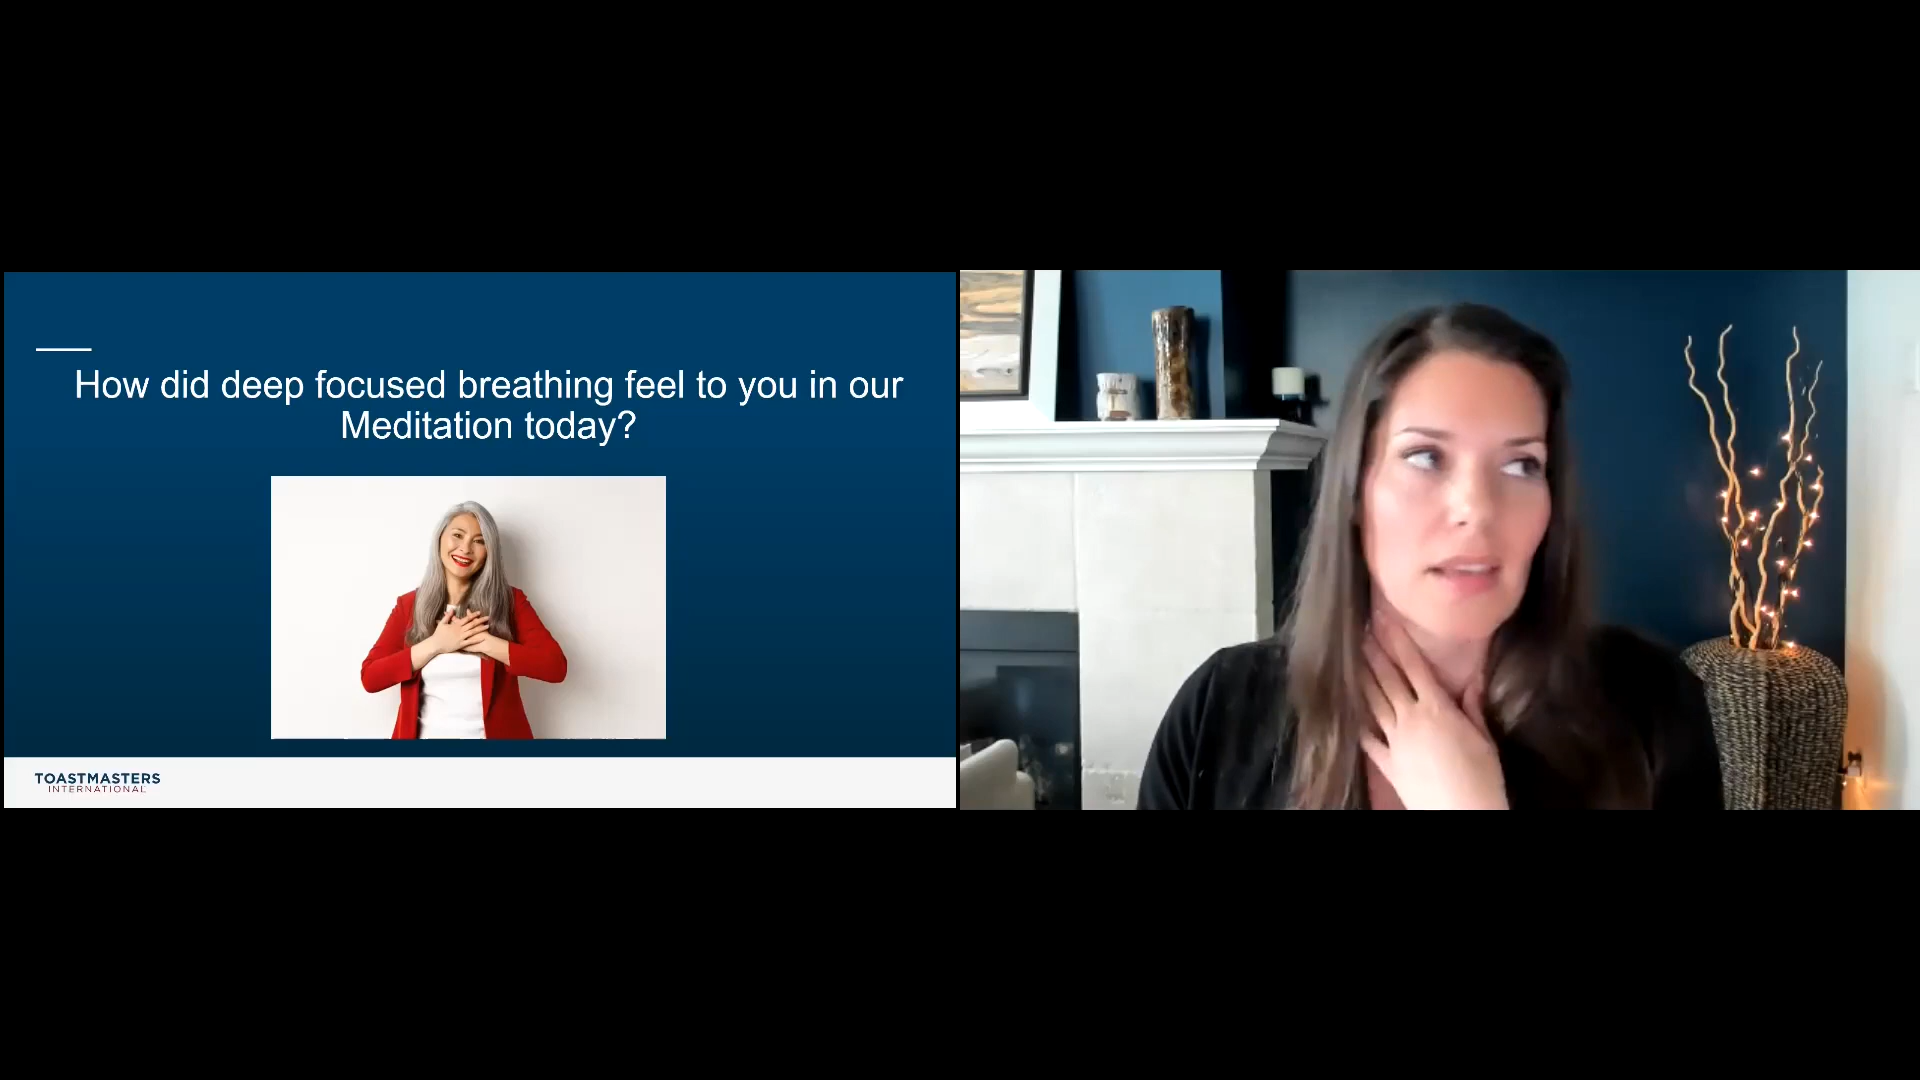 How did deep focused breathing feel to you in our
Meditation today?
TOASTMASTERS
INTERNATIONAL